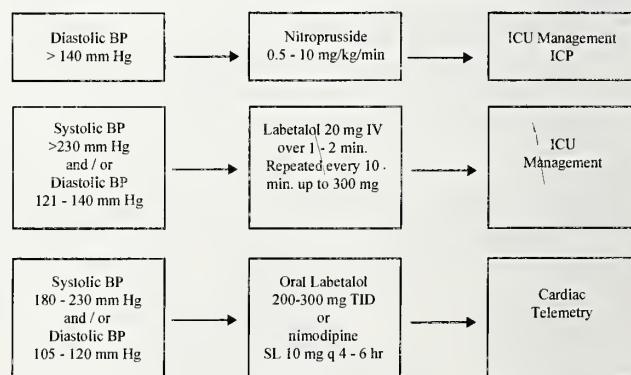 Diastolic BP
> 140 mm Hg
Nitroprusside
0.5 - 10 mg/kg/min
ICU Management
ICP
Systolic BP
>230 mm Hg
and / or
Diastolic BP
121 - 140 mm Hg
Labetalol 20 mg IV
over 1 - 2 min.
Repeated every 10
min. up to 300 mg
ICU
Management
Systolic BP
180 - 230 mm Hg
and / or
Diastolic BP
105 - 120 mm Hg
Oral Labetalol
200-300 mg TID
or
nimodipine
SL 10 mg q 4 - 6 hr
Cardiac
Telemetry